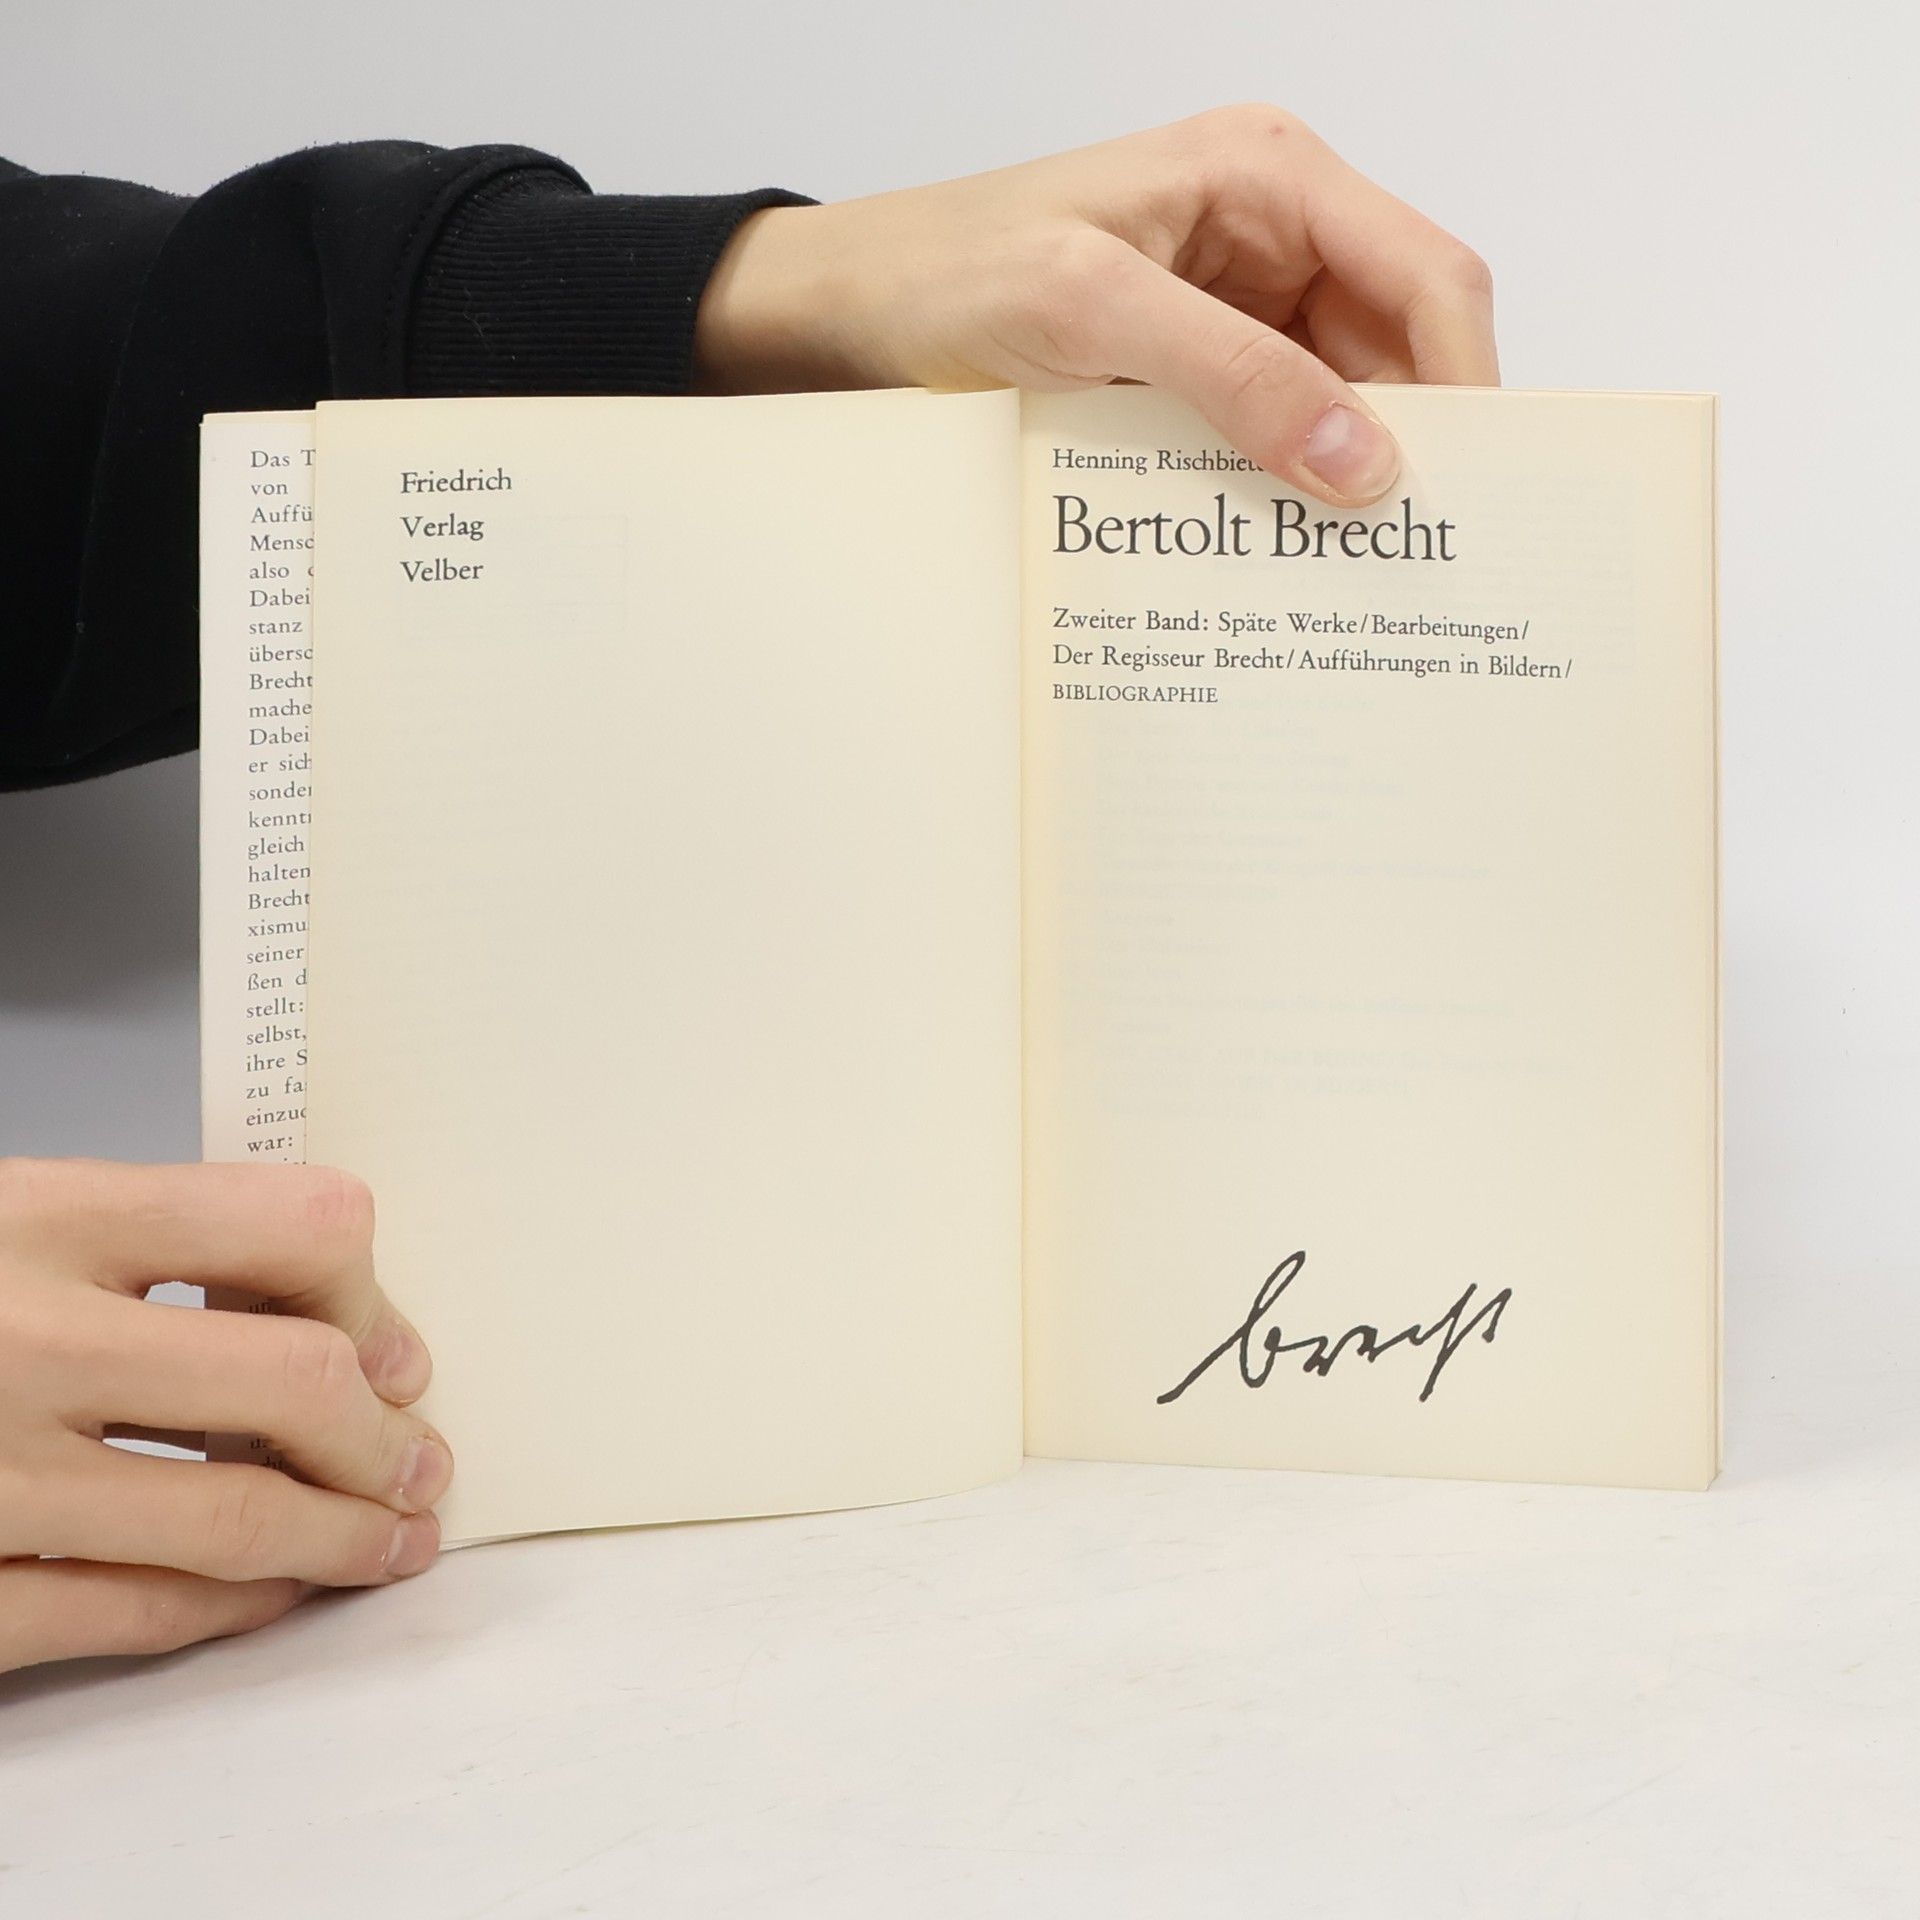 Das
von
Auffü
Mensc
also
Dabei
stanz
übersc
Brecht
mache
Dabei
er sich
sonder
kennt
gleich
halten
Brecht
xismu
seiner
ßen d
stellt:
selbst,
ihre S
zu fa
einzud
war:
Friedrich
Verlag
Velber
Henning Rischbiet
Bertolt Brecht
Zweiter Band: Späte Werke/Bearbeitungen/
Der Regisseur Brecht/Aufführungen in Bildern/
BIBLIOGRAPHIE
brecht